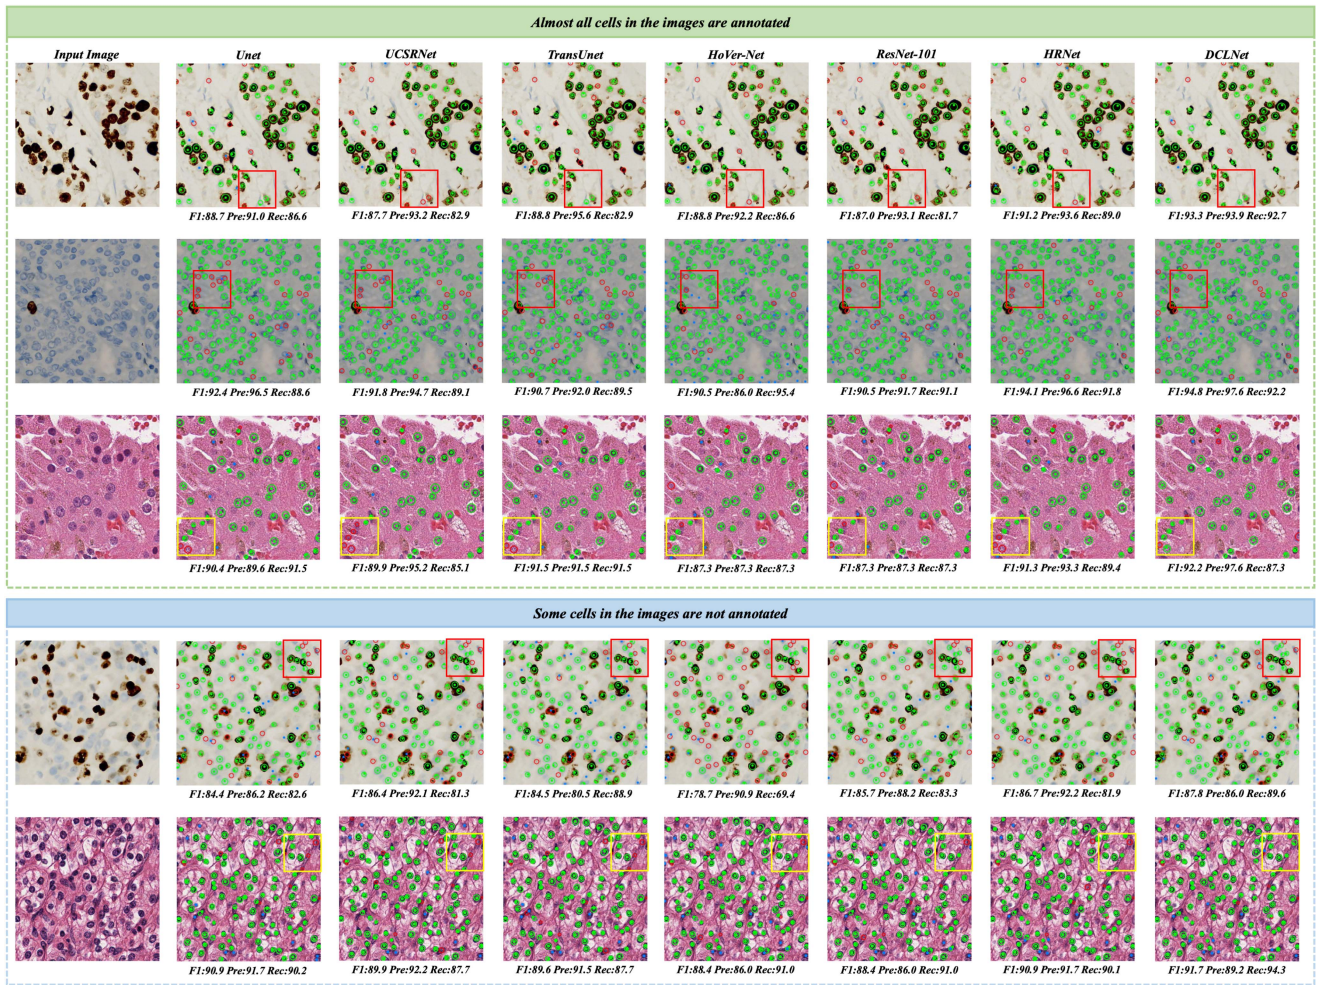 Almost all cells in the images are annotated
Input Image Unet UCSRNet TransUnet HoVer-Net ResNet-101 HRNet DCLNet
F1:88.7 Pre:91.0 Rec:86.6 F1:87.7 Pre:93.2 Rec:82.9 F1:88.8 Pre:95.6 Rec:82.9 F1:88.8 Pre:92.2 Rec:86.6 F1:87.0 Pre:93.1 Rec:81.7 F1:91.2 Pre:93.6 Rec:89.0 F1:93.3 Pre:93.9 Rec:92.7
F1:92.4 Pre:96.5 Rec:88.6 F1:91.8 Pre:94.7 Rec:89.1 F1:90.7 Pre:92.0 Rec:89.5 F1:90.5 Pre:86.0 Rec:95.4 F1:90.5 Pre:91.7 Rec:91.1 F1:94.1 Pre:96.6 Rec:91.8 F1:94.8 Pre:97.6 Rec:92.2
F1:90.4 Pre:89.6 Rec:91.5 F1:89.9 Pre:95.2 Rec:85.1 F1:91.5 Pre:91.5 Rec:91.5 F1:87.3 Pre:87.3 Rec:87.3 F1:87.3 Pre:87.3 Rec:87.3 F1:91.3 Pre:93.3 Rec:89.4 F1:92.2 Pre:97.6 Rec:87.3
Some cells in the images are not annotated
F1:84.4 Pre:86.2 Rec:82.6 F1:86.4 Pre:92.1 Rec:81.3 F1:84.5 Pre:80.5 Rec:88.9 F1:78.7 Pre:90.9 Rec:69.4 F1:85.7 Pre:88.2 Rec:83.3 F1:86.7 Pre:92.2 Rec:81.9 F1:87.8 Pre:86.0 Rec:89.6
F1:90.9 Pre:91.7 Rec:90.2 F1:89.9 Pre:92.2 Rec:87.7 F1:89.6 Pre:91.5 Rec:87.7 F1:88.4 Pre:86.0 Rec:91.0 F1:88.4 Pre:86.0 Rec:91.0 F1:90.9 Pre:91.7 Rec:90.1 F1:91.7 Pre:89.2 Rec:94.3